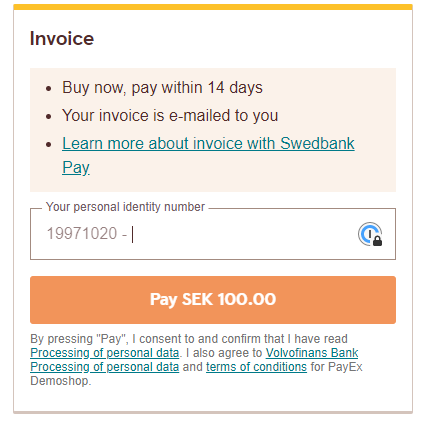 Invoice
• Buy now, pay within 14 days
• Your invoice is e-mailed to you
• Learn more about invoice with Swedbank
Pay
Your personal identity number
19971020 -
Pay SEK 100.00
By pressing "Pay", I consent to and confirm that I have read
Processing of personal data. I also agree to Volvofinans Bank
Processing of personal data and terms of conditions for PayEx
Demoshop.